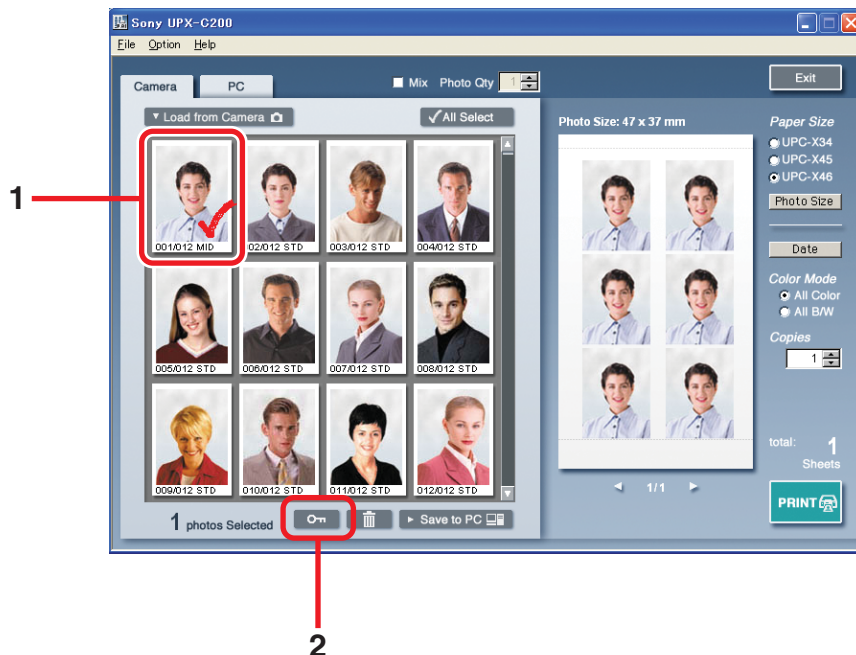 Sony UPX-C200
File Option Help
Camera PC Mix Photo Qty 1 Exit
Load from Camera All Select
Photo Size: 47 x 37 mm
Paper Size
UPC-X34
UPC-X45
UPC-X46
Photo Size
Date
Color Mode
All Color
All B/W
Copies
1
total: 1
Sheets
PRINT
1
001/012 MID 02/012 STD 003/012 STD 004/012 STD
005/012 STD 006/012 STD 007/012 STD 008/012 STD
009/012 STD 010/012 STD 011/012 STD 012/012 STD
1 photos Selected Save to PC
1/1
2